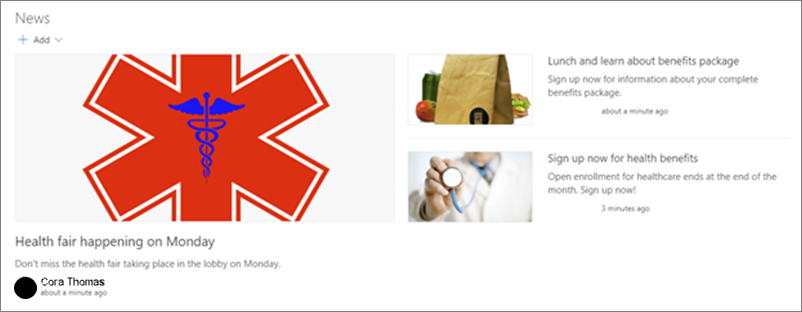 News
+ Add
Health fair happening on Monday
Don't miss the health fair taking place in the lobby on Monday.
Cora Thomas
about a minute ago
Lunch and learn about benefits package
Sign up now for information about your complete
benefits package.
about a minute ago
Sign up now for health benefits
Open enrollment for healthcare ends at the end of the
month. Sign up now!
3 minutes ago